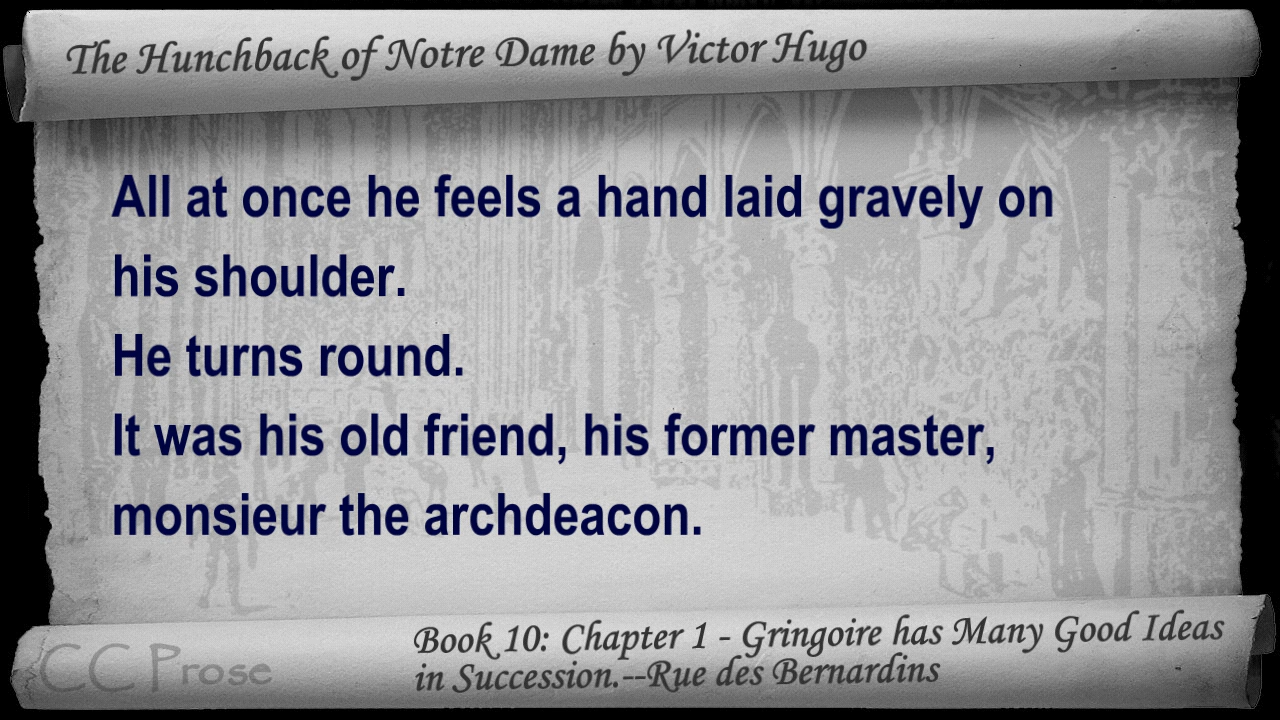 The Hunchback of Notre Dame by Victor Hugo
All at once he feels a hand laid gravely on
his shoulder.
He turns round.
It was his old friend, his former master,
monsieur the archdeacon.
CC Prose
Book 10: Chapter 1 - Gringoire has Many Good Ideas
in Succession.--Rue des Bernardins